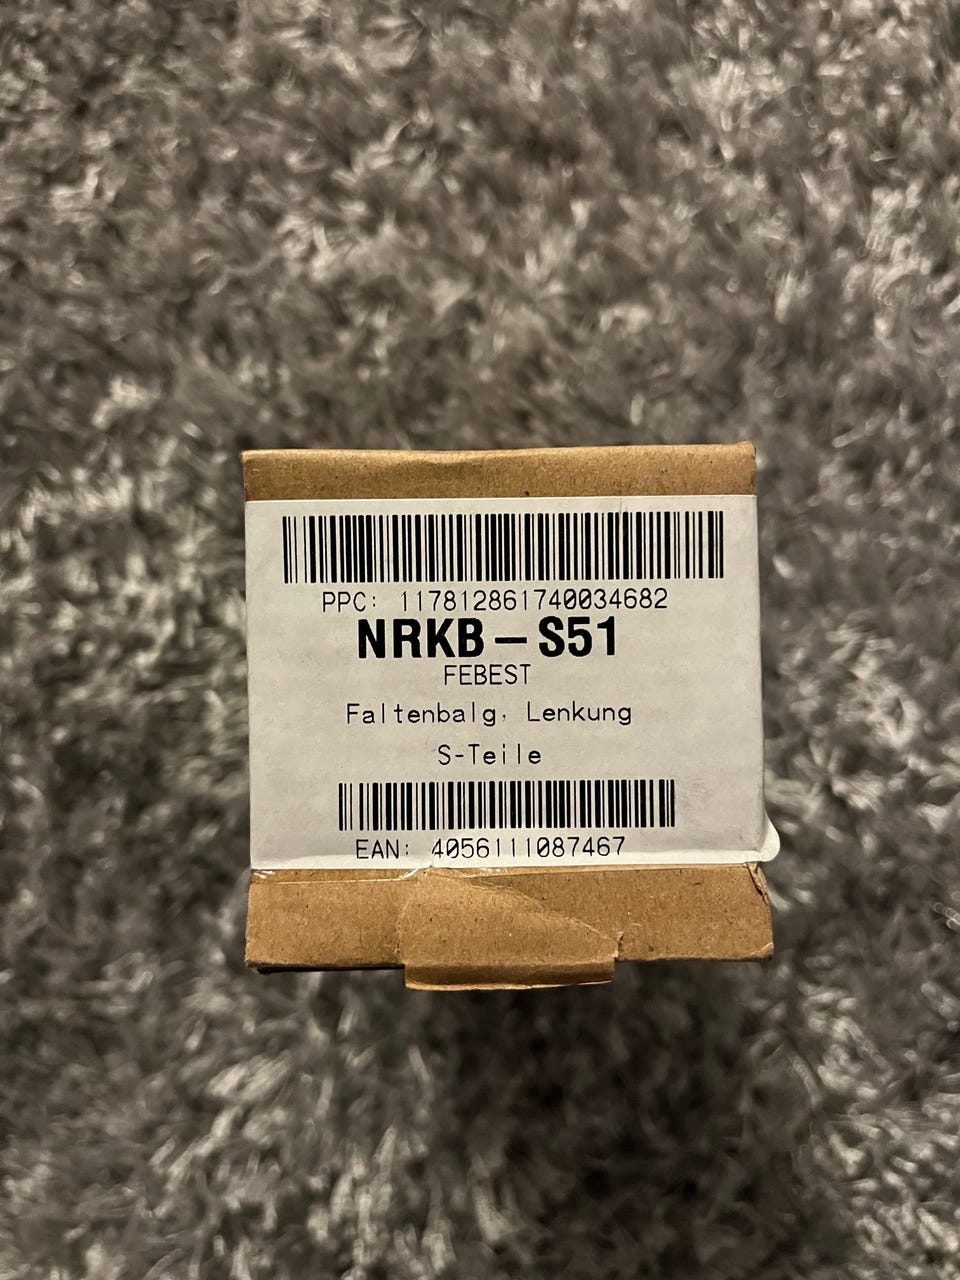 PPC: 117812861740034682
NRKB-S51
FEBEST
Faltenbalg, Lenkung
S-Teile
EAN: 4056111087467